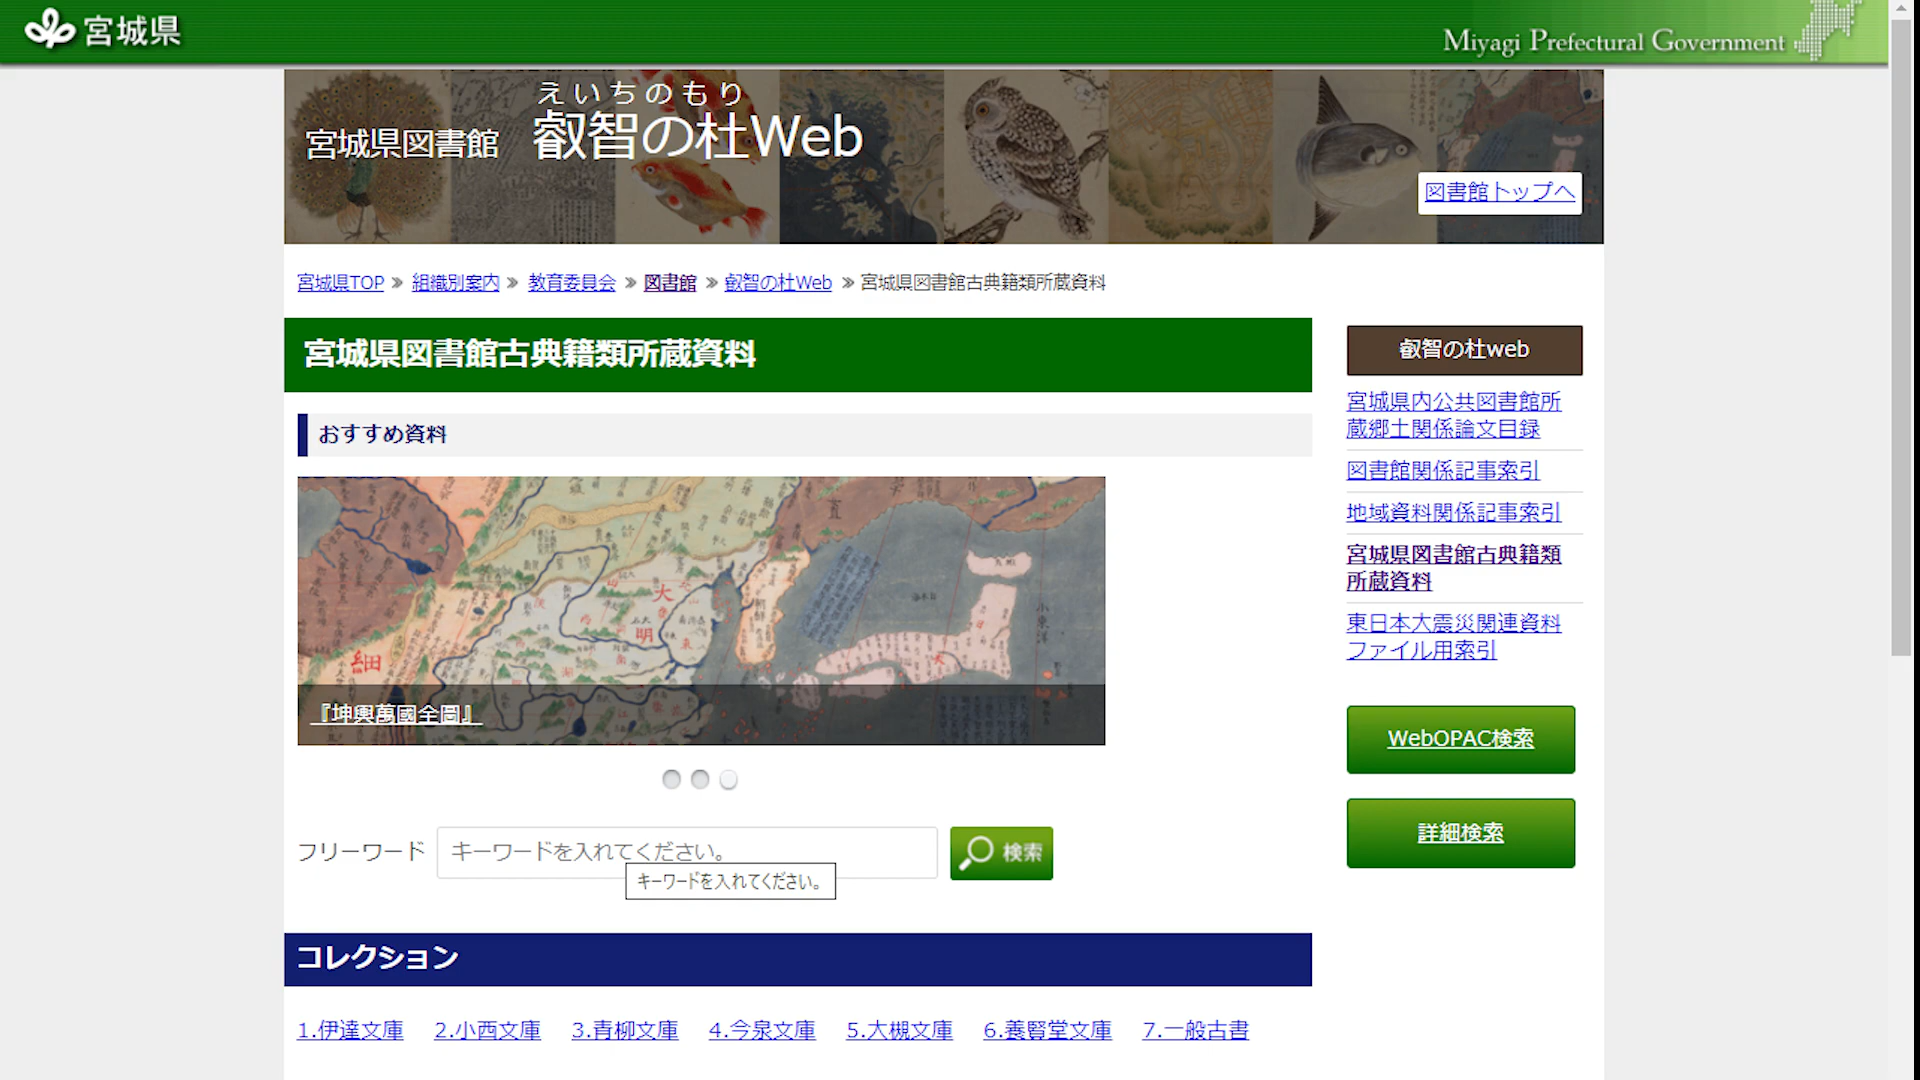 宮城県
Miyagi Prefectural Government
えいちのもり
宮城県図書館 叡智の杜Web
図書館トップへ
宮城県TOP » 組織別案内 » 教育委員会 » 図書館 » 叡智の杜Web » 宮城県図書館古典籍類所蔵資料
宮城県図書館古典籍類所蔵資料
おすすめ資料
大
明
細
『坤輿萬國全圖』
フリーワード キーワードを入れてください。 検索
キーワードを入れてください。
コレクション
1.伊達文庫 2.小西文庫 3.青柳文庫 4.今泉文庫 5.大槻文庫 6.養賢堂文庫 7.一般古書
叡智の杜web
宮城県内公共図書館所
蔵郷土関係論文目録
図書館関係記事索引
地域資料関係記事索引
宮城県図書館古典籍類
所蔵資料
東日本大震災関連資料
ファイル用索引
WebOPAC検索
詳細検索